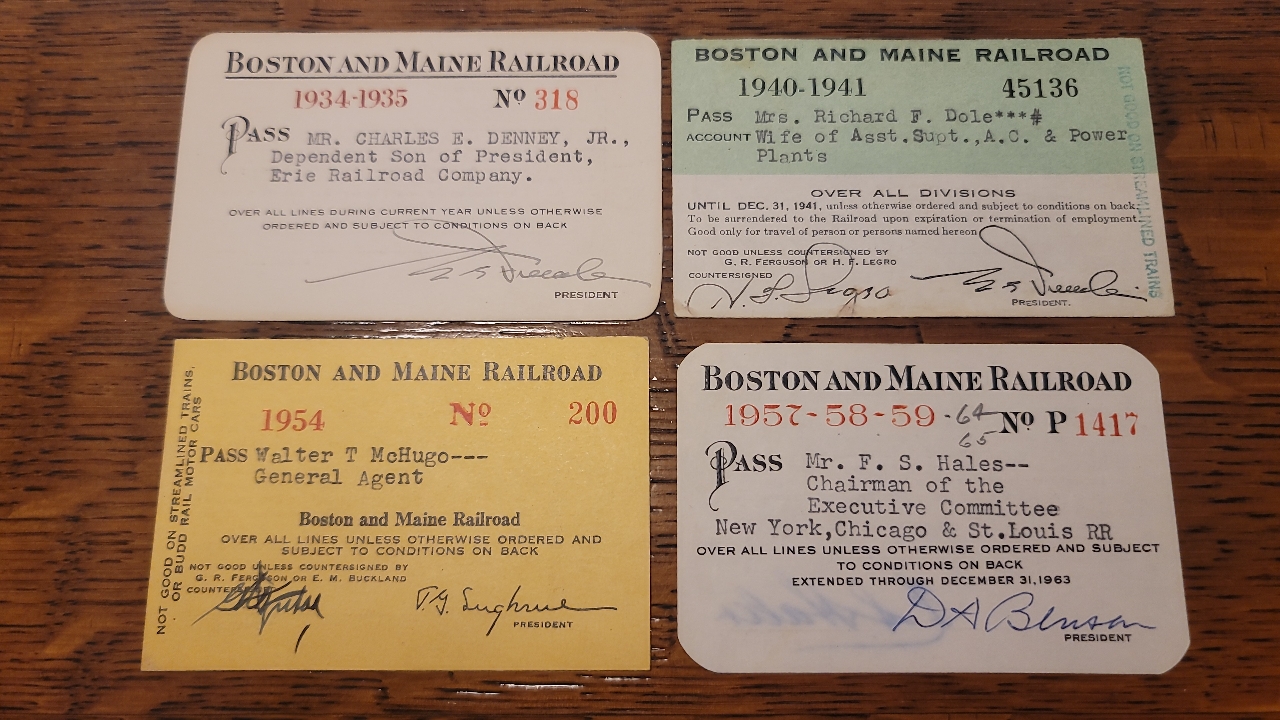 BOSTON AND MAINE RAILROAD
1934-1935 Nº 318
PASS MR. CHARLES E. DENNEY, JR.,
Dependent Son of President,
Erie Railroad Company.
OVER ALL LINES DURING CURRENT YEAR UNLESS OTHERWISE
ORDERED AND SUBJECT TO CONDITIONS ON BACK
PRESIDENT
BOSTON AND MAINE RAILROAD
1940-1941 45136
PASS Mrs. Richard F. Dole***#
ACCOUNT Wife of Asst.Supt.,A.C. & Power
Plants
OVER ALL DIVISIONS
UNTIL DEC. 31, 1941, unless otherwise ordered and subject to conditions on back.
To be surrendered to the Railroad upon expiration or termination of employment.
Good only for travel of person or persons named hereon
NOT GOOD UNLESS COUNTERSIGNED BY
G. R. FERGUSON OR H. F. LEGRO
COUNTERSIGNED
H. F. Legro
PRESIDENT.
NOT GOOD ON STREAMLINED TRAINS
BOSTON AND MAINE RAILROAD
1954 Nº 200
PASS Walter T McHugo---
General Agent
Boston and Maine Railroad
OVER ALL LINES UNLESS OTHERWISE ORDERED AND
SUBJECT TO CONDITIONS ON BACK
NOT GOOD UNLESS COUNTERSIGNED BY
G. R. FERGUSON OR E. M. BUCKLAND
COUNTERSIGNED
PRESIDENT
NOT GOOD ON STREAMLINED TRAINS,
OR BUDD RAIL MOTOR CARS
BOSTON AND MAINE RAILROAD
1957-58-59-64 Nº P 1417
65
PASS Mr. F. S. Hales--
Chairman of the
Executive Committee
New York,Chicago & St.Louis RR
OVER ALL LINES UNLESS OTHERWISE ORDERED AND SUBJECT
TO CONDITIONS ON BACK
EXTENDED THROUGH DECEMBER 31,1963
D A Benson
PRESIDENT